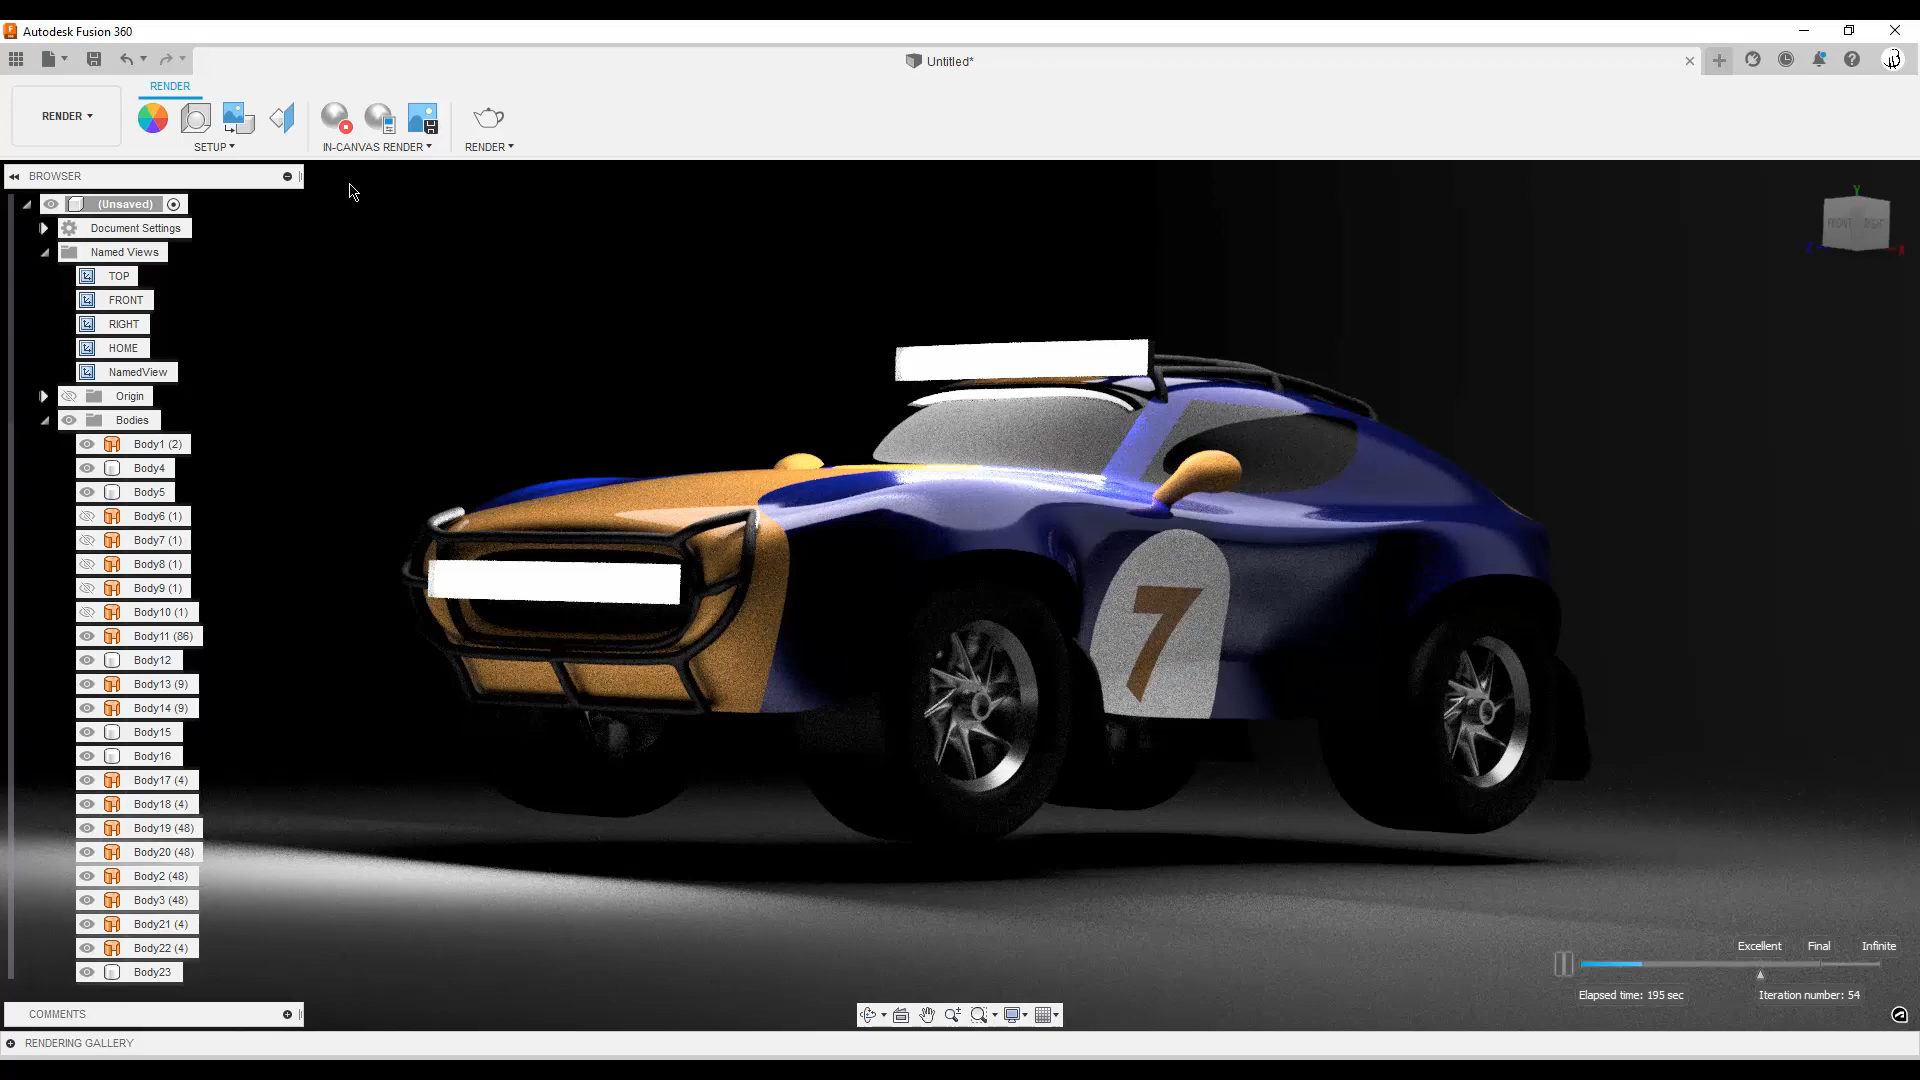 Autodesk Fusion 360
Untitled*
RENDER
RENDER
SETUP
IN-CANVAS RENDER
RENDER
BROWSER
(Unsaved)
Document Settings
Named Views
TOP
FRONT
RIGHT
HOME
NamedView
Origin
Bodies
Body1 (2)
Body4
Body5
Body6 (1)
Body7 (1)
Body8 (1)
Body9 (1)
Body10 (1)
Body11 (86)
Body12
Body13 (9)
Body14 (9)
Body15
Body16
Body17 (4)
Body18 (4)
Body19 (48)
Body20 (48)
Body2 (48)
Body3 (48)
Body21 (4)
Body22 (4)
Body23
Y
FRONT RIGHT
Z X
7
Excellent Final Infinite
Elapsed time: 195 sec Iteration number: 54
COMMENTS
RENDERING GALLERY